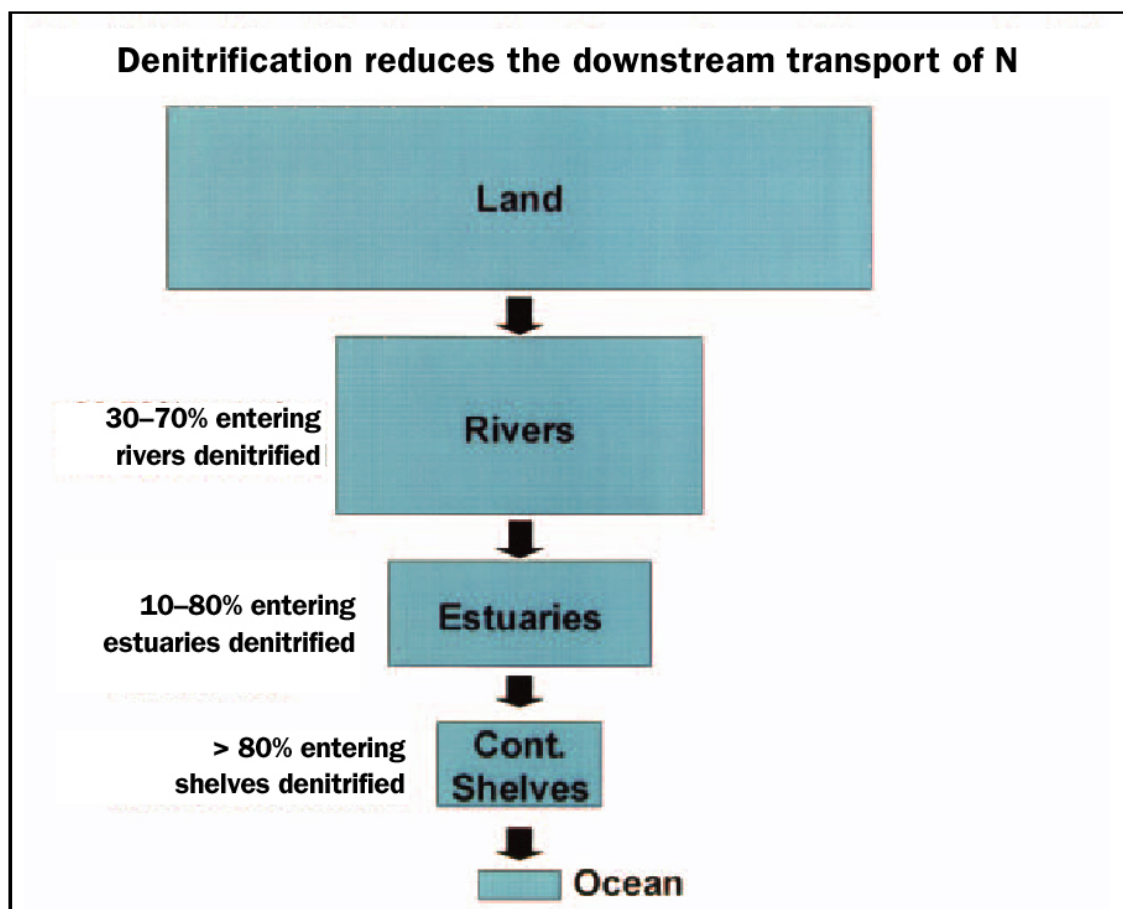 Denitrification reduces the downstream transport of N
Land
30–70% entering
rivers denitrified
Rivers
10–80% entering
estuaries denitrified
Estuaries
> 80% entering
shelves denitrified
Cont.
Shelves
Ocean